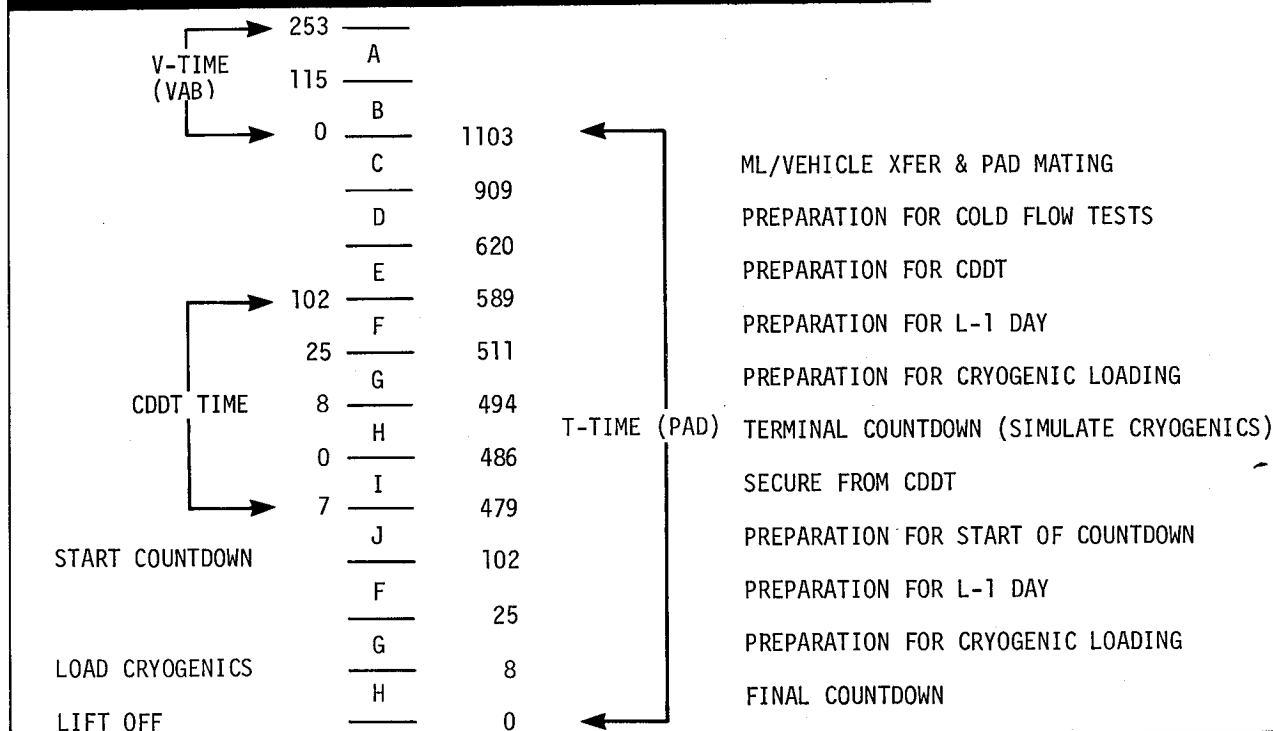 253
A
V-TIME
(VAB)
115
B
0 1103
C ML/VEHICLE XFER & PAD MATING
909
D PREPARATION FOR COLD FLOW TESTS
620
E PREPARATION FOR CDDT
102 589
F PREPARATION FOR L-1 DAY
25 511
G PREPARATION FOR CRYOGENIC LOADING
CDDT TIME 8 494
H T-TIME (PAD) TERMINAL COUNTDOWN (SIMULATE CRYOGENICS)
0 486
I SECURE FROM CDDT
7 479
J PREPARATION FOR START OF COUNTDOWN
START COUNTDOWN 102
F PREPARATION FOR L-1 DAY
25
G PREPARATION FOR CRYOGENIC LOADING
LOAD CRYOGENICS 8
H FINAL COUNTDOWN
LIFT OFF 0